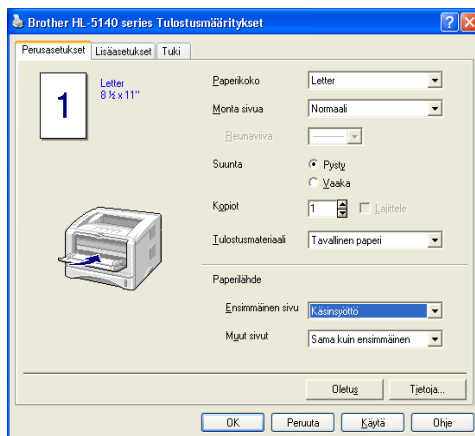 Brother HL-5140 series Tulostusmääritykset
Perusasetukset Lisäasetukset Tuki
1
Letter
8 ½ x 11"
Paperikoko Letter
Monta sivua Normaali
Reunaviiva
Suunta Pysty
Vaaka
Kopiot 1 Lajittele
Tulostusmateriaali Tavallinen paperi
Paperilähde
Ensimmäinen sivu Käsinsyöttö
Muut sivut Sama kuin ensimmäinen
Oletus Tietoja...
OK Peruuta Käytä Ohje